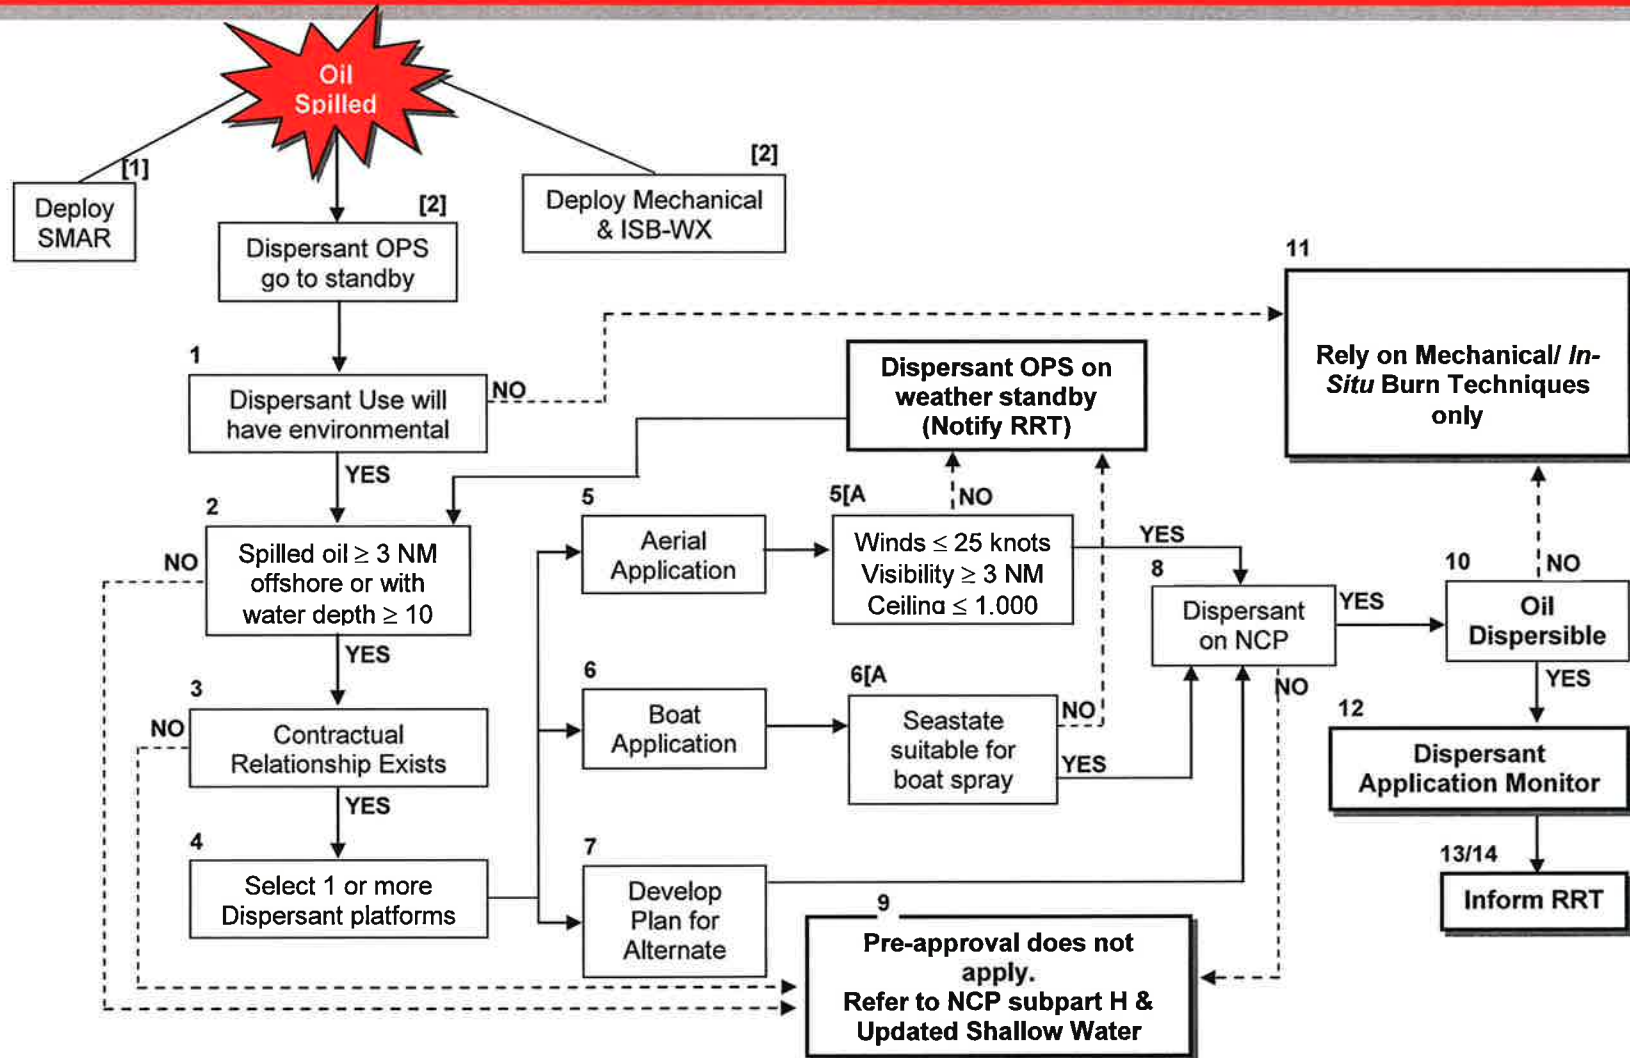 Oil
Spilled
[1]
Deploy
SMAR
[2]
Dispersant OPS
go to standby
[2]
Deploy Mechanical
& ISB-WX
1
Dispersant Use will
have environmental
NO
YES
11
Rely on Mechanical/ In-
Situ Burn Techniques
only
Dispersant OPS on
weather standby
(Notify RRT)
2
Spilled oil ≥ 3 NM
offshore or with
water depth ≥ 10
NO
YES
3
Contractual
Relationship Exists
NO
YES
4
Select 1 or more
Dispersant platforms
5
Aerial
Application
5[A
NO
Winds ≤ 25 knots
Visibility ≥ 3 NM
Ceiling ≤ 1.000
YES
6
Boat
Application
6[A
Seastate
suitable for
boat spray
NO
YES
7
Develop
Plan for
Alternate
8
Dispersant
on NCP
YES
NO
9
Pre-approval does not
apply.
Refer to NCP subpart H &
Updated Shallow Water
10
NO
Oil
Dispersible
YES
12
Dispersant
Application Monitor
13/14
Inform RRT